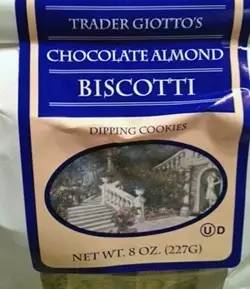 TRADER GIOTTO'S
CHOCOLATE ALMOND
BISCOTTI
DIPPING COOKIES
U D
NET WT. 8 OZ. (227G)